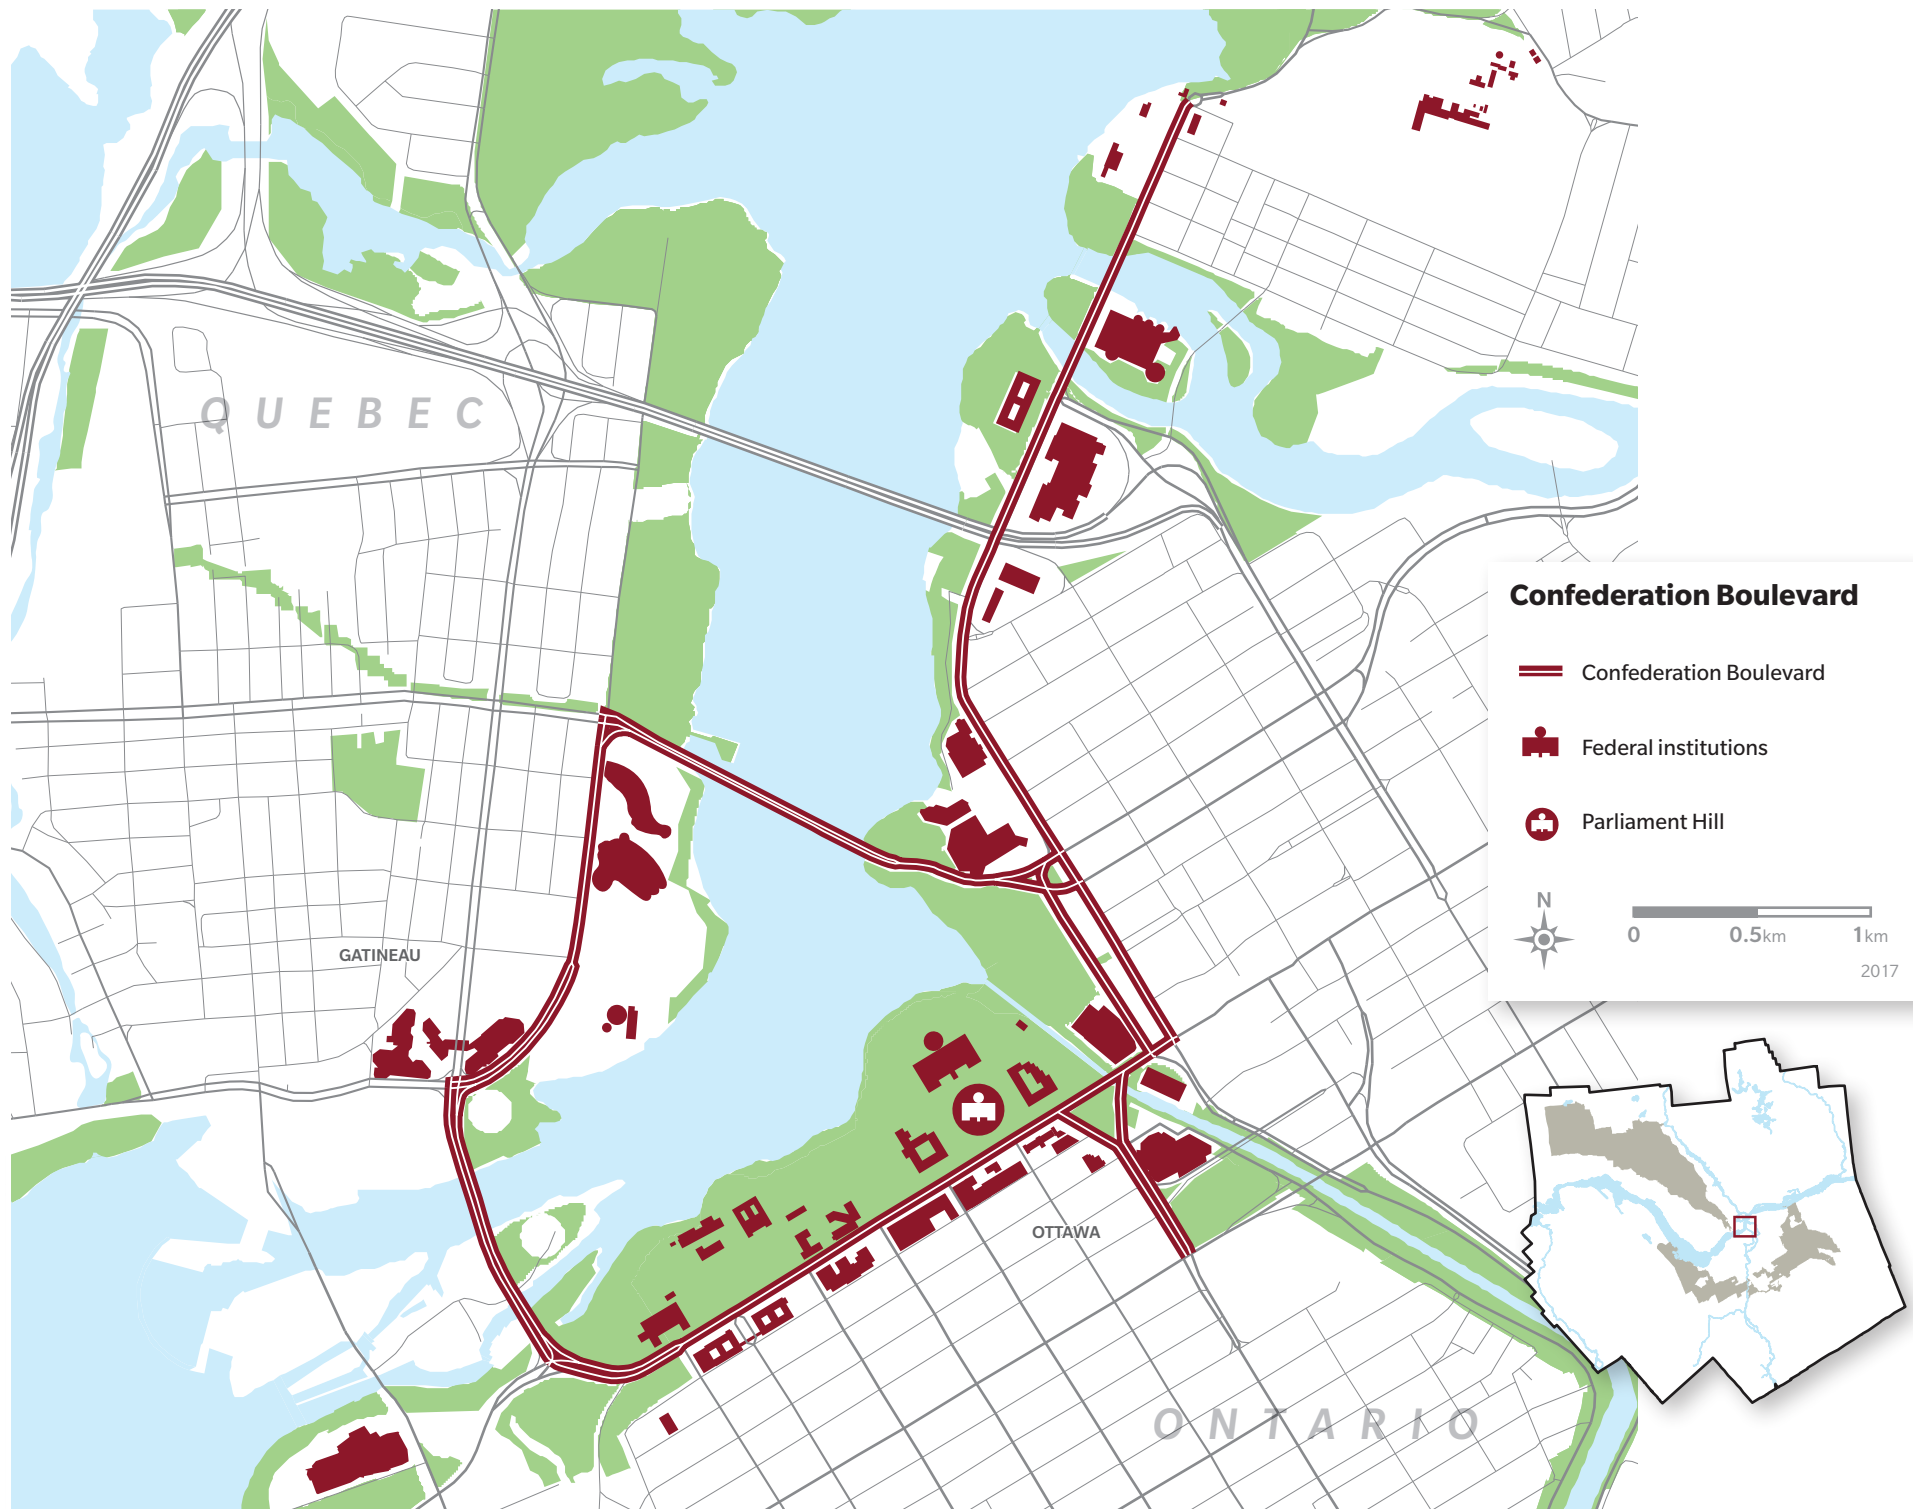 QUEBEC
GATINEAU
OTTAWA
ONTARIO
Confederation Boulevard
Confederation Boulevard
Federal institutions
Parliament Hill
N
0 0.5km 1km
2017